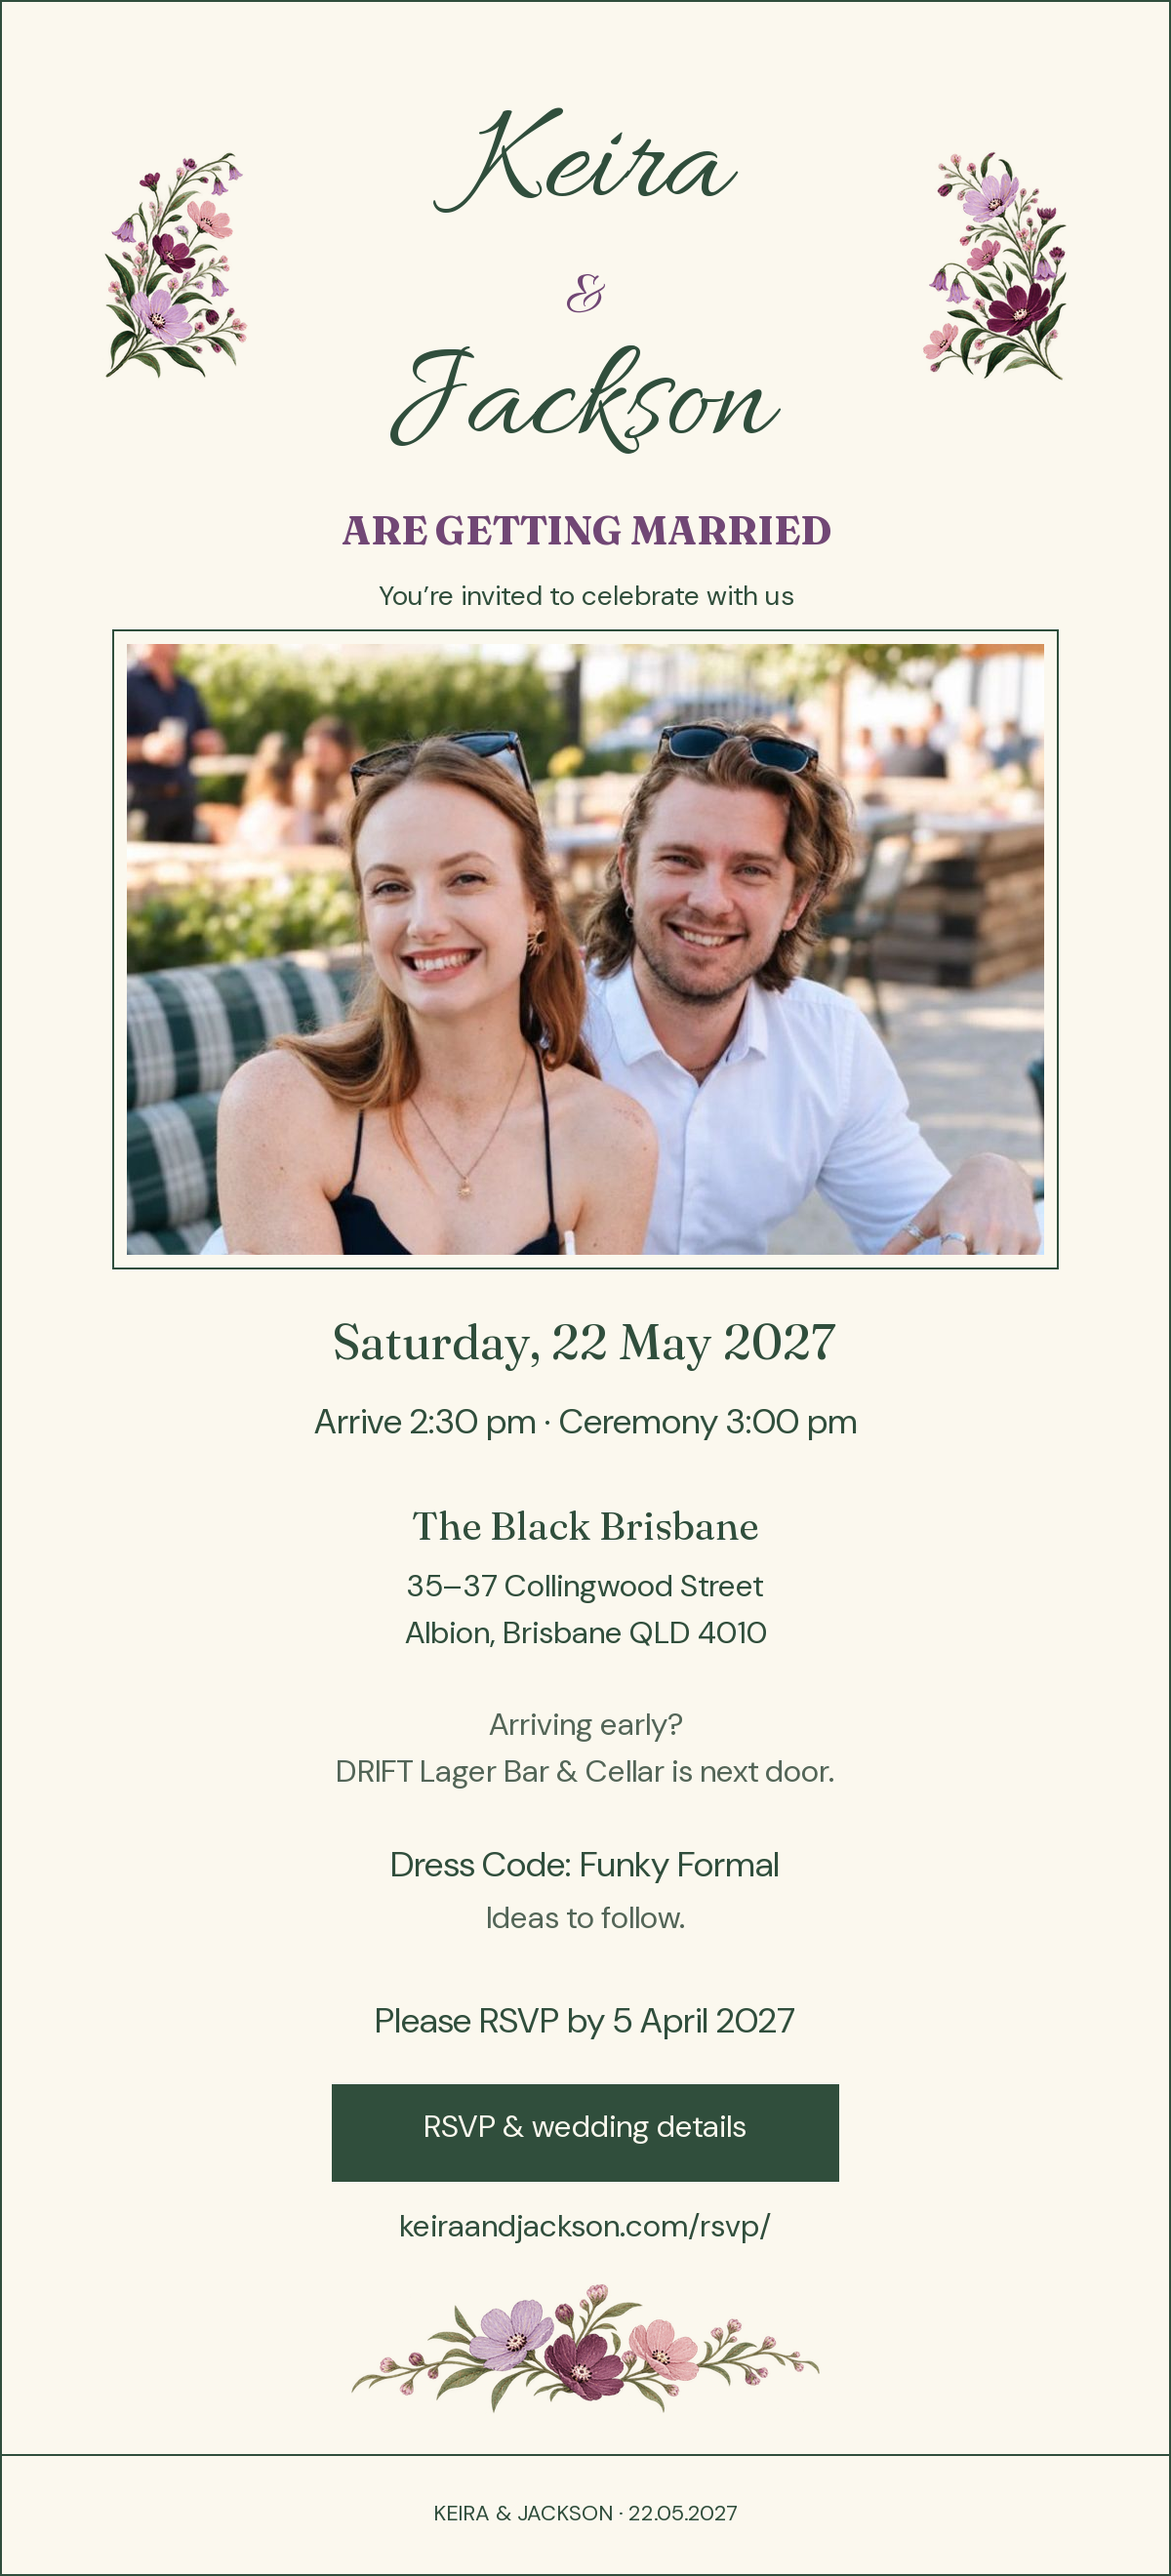 Keira
&
Jackson
ARE GETTING MARRIED
You’re invited to celebrate with us
Saturday, 22 May 2027
Arrive 2:30 pm · Ceremony 3:00 pm
The Black Brisbane
35–37 Collingwood Street
Albion, Brisbane QLD 4010
Arriving early?
DRIFT Lager Bar & Cellar is next door.
Dress Code: Funky Formal
Ideas to follow.
Please RSVP by 5 April 2027
RSVP & wedding details
keiraandjackson.com/rsvp/
KEIRA & JACKSON · 22.05.2027